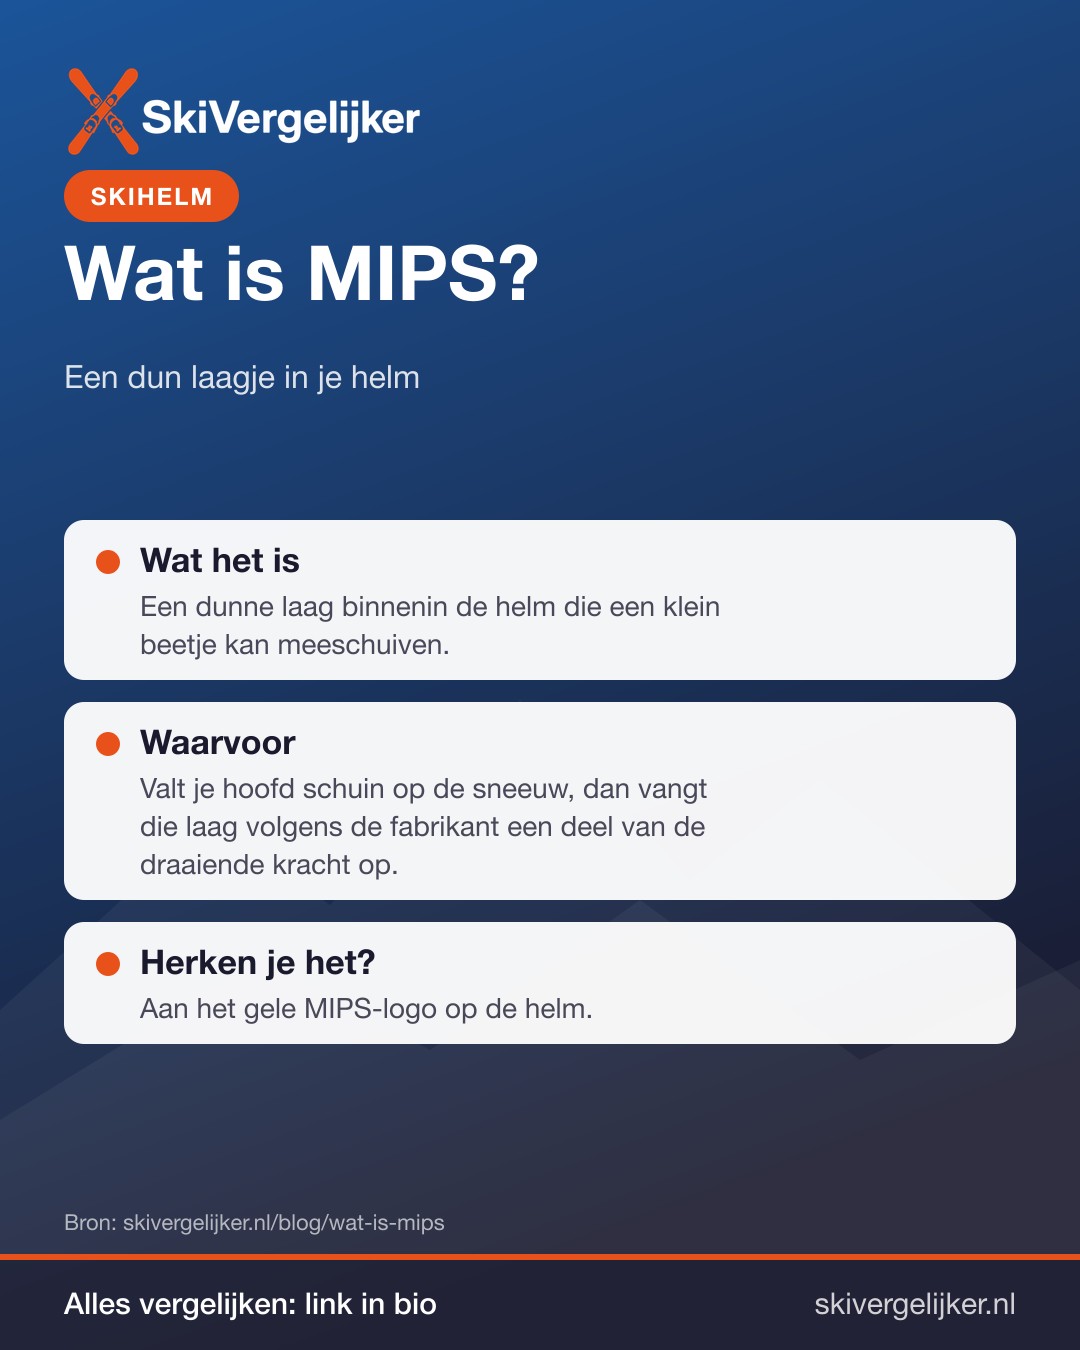 SkiVergelijker
SKIHELM
Wat is MIPS?
Een dun laagje in je helm
Wat het is
Een dunne laag binnenin de helm die een klein
beetje kan meeschuiven.
Waarvoor
Valt je hoofd schuin op de sneeuw, dan vangt
die laag volgens de fabrikant een deel van de
draaiende kracht op.
Herken je het?
Aan het gele MIPS-logo op de helm.
Bron: skivergelijker.nl/blog/wat-is-mips
Alles vergelijken: link in bio
skivergelijker.nl